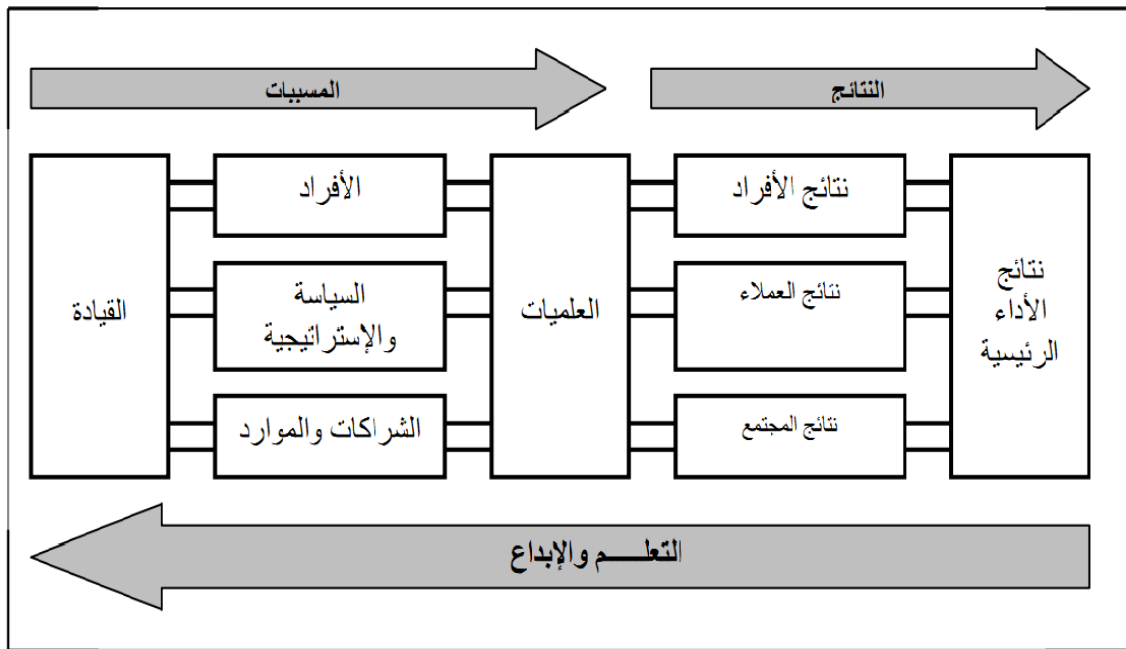 المسببات
النتائج
القيادة
الأفراد
السياسة
والإستراتيجية
الشراكات والموارد
العلميات
نتائج الأفراد
نتائج العملاء
نتائج المجتمع
نتائج
الأداء
الرئيسية
التعلـــــم والإبداع